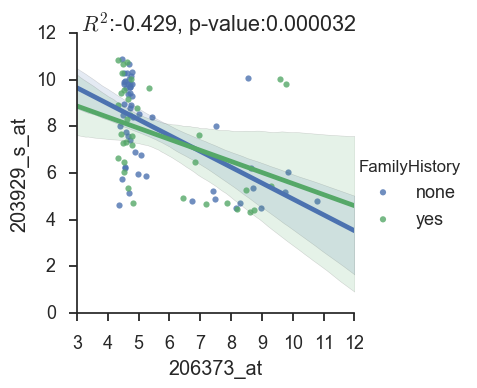 R²:-0.429, p-value:0.000032
12
10
8
6
4
2
0
203929_s_at
3 4 5 6 7 8 9 10 11 12
206373_at
FamilyHistory
none
yes